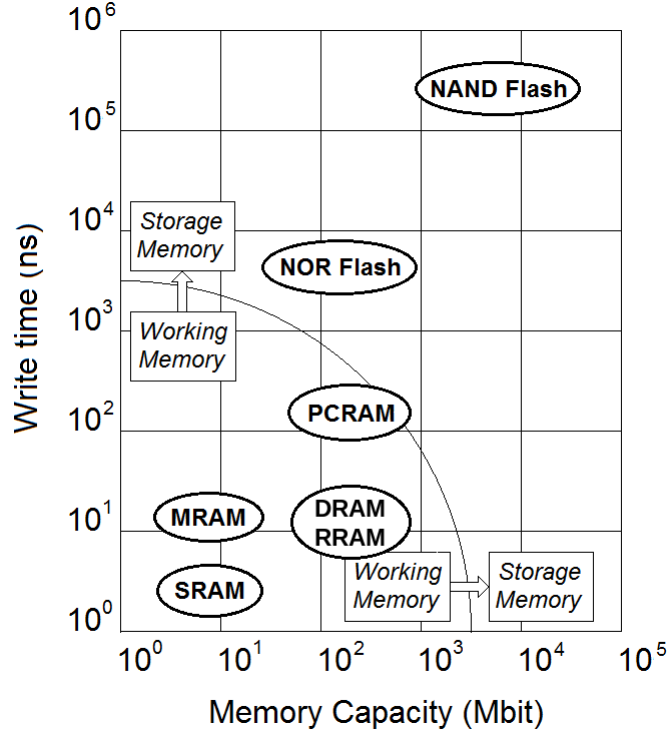 10^6
NAND Flash
10^5
Storage
Memory
10^4
NOR Flash
10^3
Working
Memory
Write time (ns)
PCRAM
10^2
MRAM
DRAM
RRAM
10^1
SRAM
Working
Memory
Storage
Memory
10^0
10^0
10^1
10^2
10^3
10^4
10^5
Memory Capacity (Mbit)